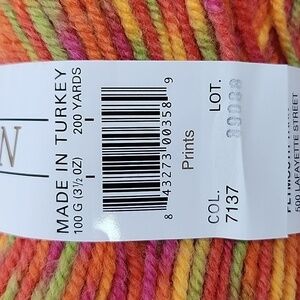 MADE IN TURKEY
100 G (3½ OZ) 200 YARDS
8 43273 00358 9
Prints
COL. LOT.
7137
500 LAFAYETTE STREET